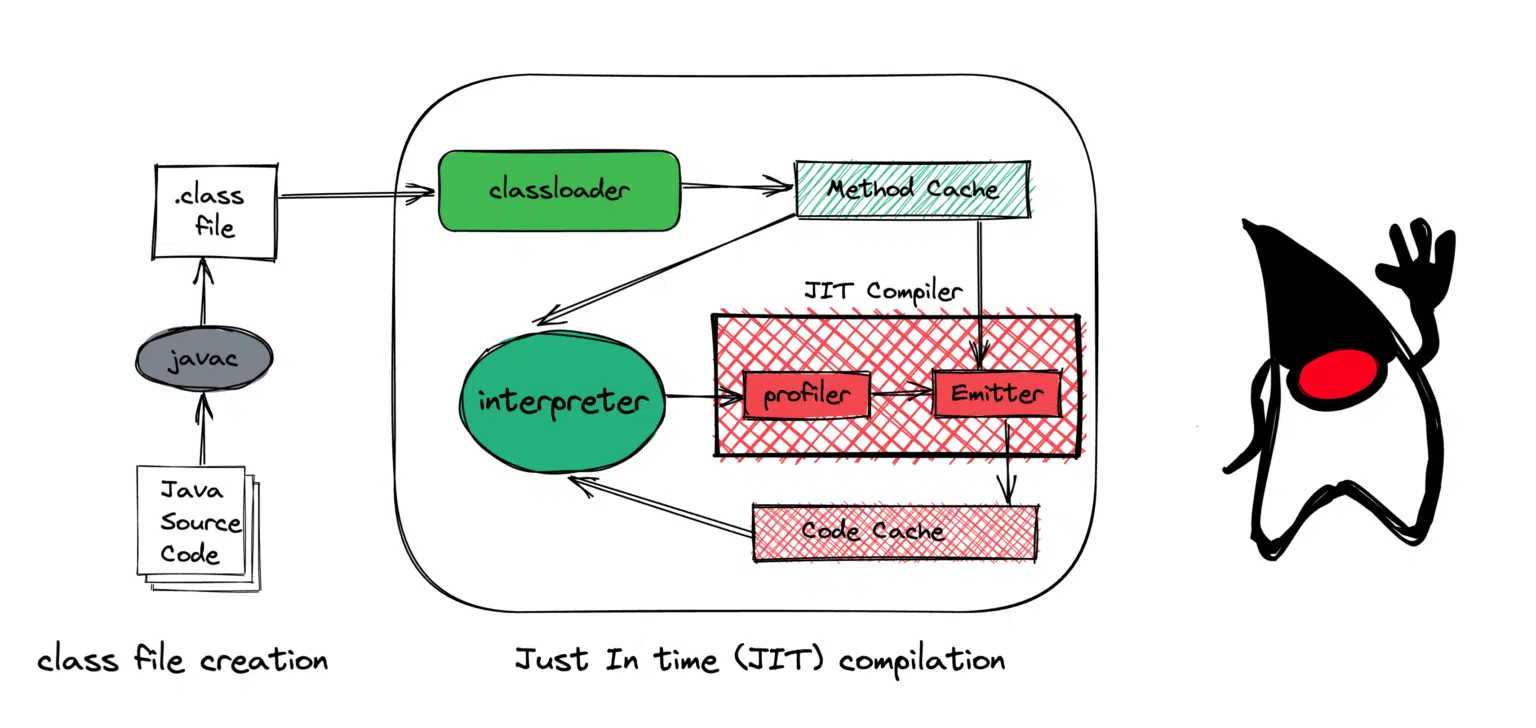 .class
file
classloader
Method Cache
JIT Compiler
javac
interpreter
profiler
Emitter
Java
Source
Code
Code Cache
class file creation
Just In time (JIT) compilation